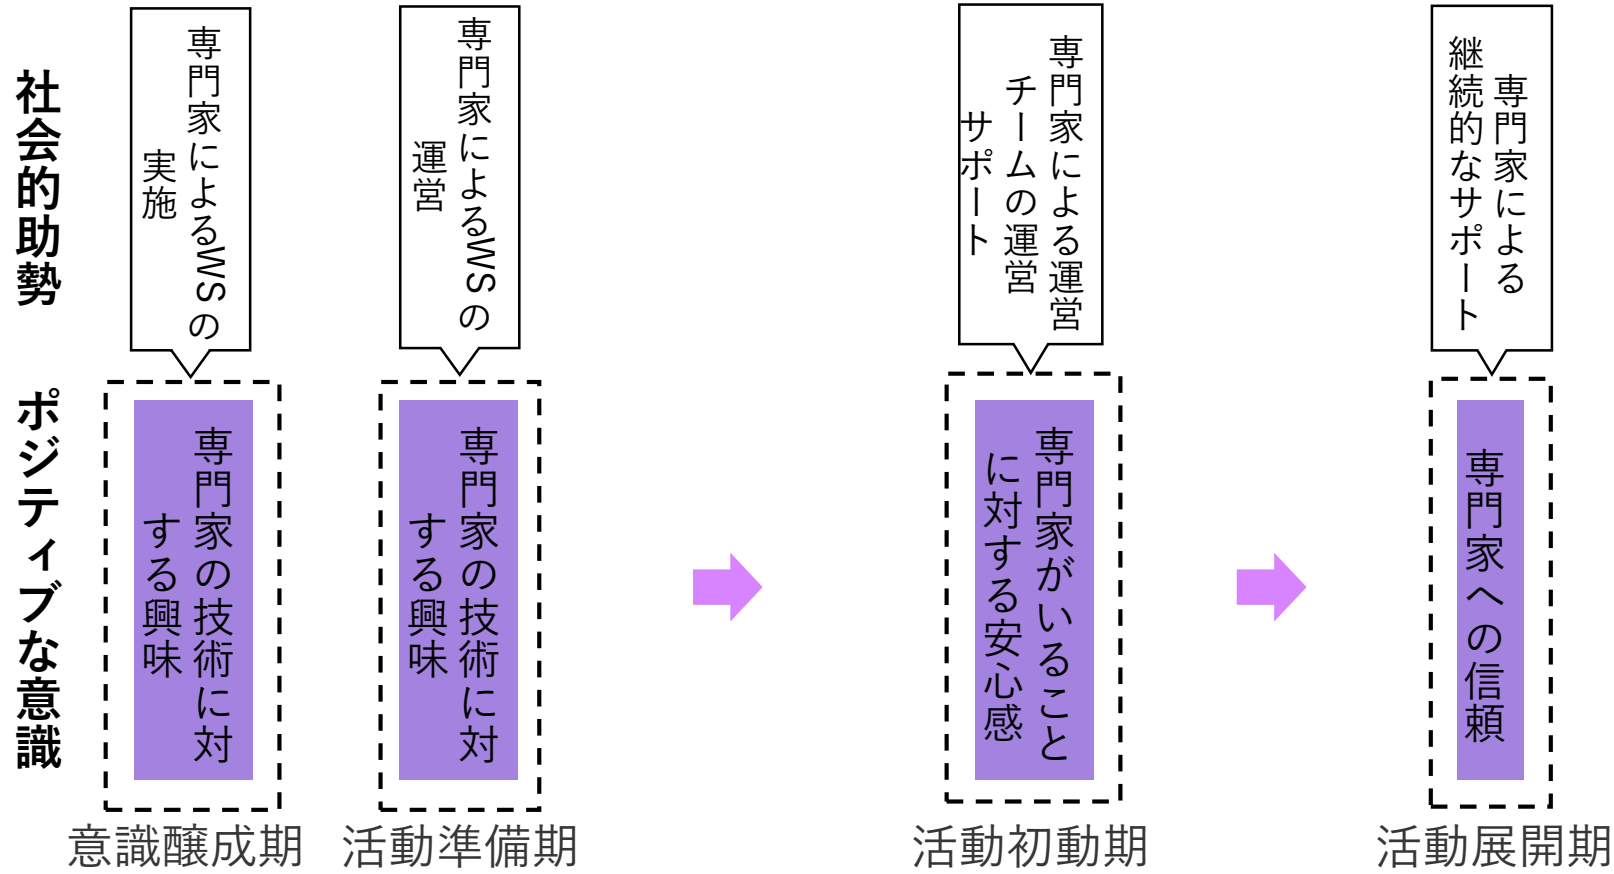 社会的助勢
専門家によるWSの
実施
専門家によるWSの
運営
専門家による運営
チームの運営
サポート
専門家による
継続的なサポート
ポジティブな意識
専門家の技術に対
する興味
専門家の技術に対
する興味
専門家がいること
に対する安心感
専門家への信頼
意識醸成期
活動準備期
活動初動期
活動展開期